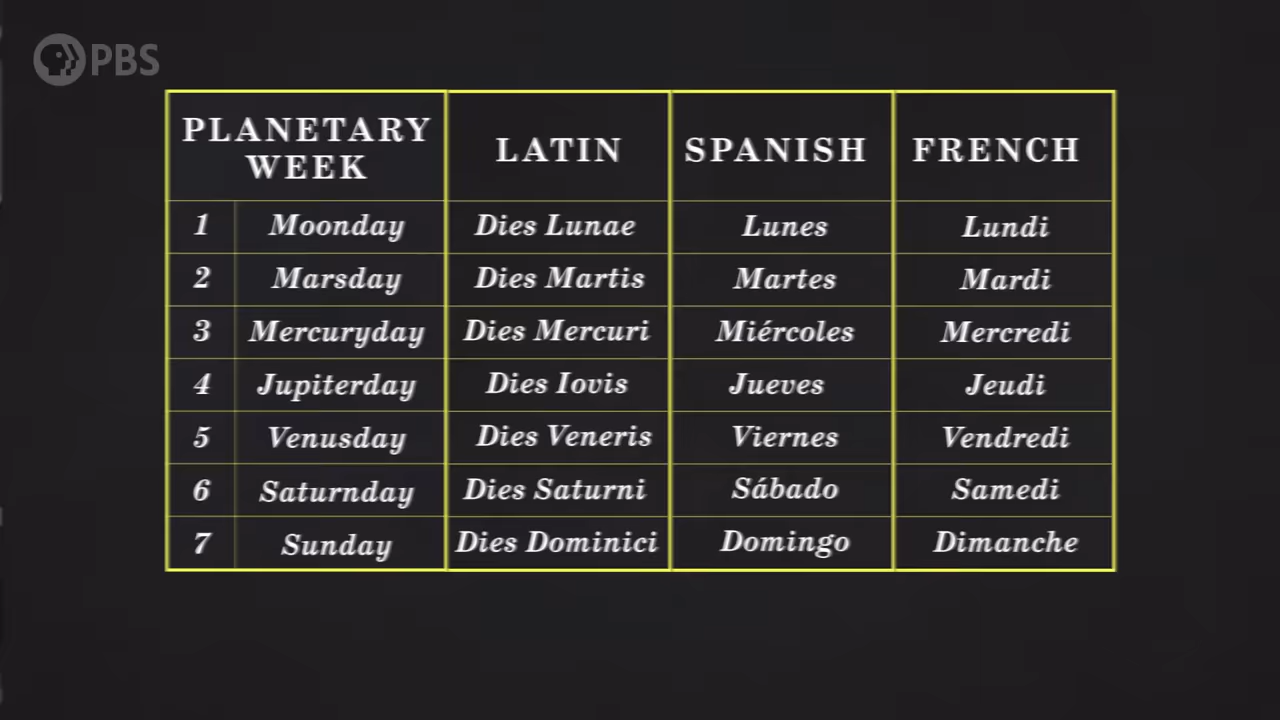 PBS
PLANETARY WEEK LATIN SPANISH FRENCH
1 Moonday Dies Lunae Lunes Lundi
2 Marsday Dies Martis Martes Mardi
3 Mercuryday Dies Mercuri Miércoles Mercredi
4 Jupiterday Dies Iovis Jueves Jeudi
5 Venusday Dies Veneris Viernes Vendredi
6 Saturnday Dies Saturni Sábado Samedi
7 Sunday Dies Dominici Domingo Dimanche